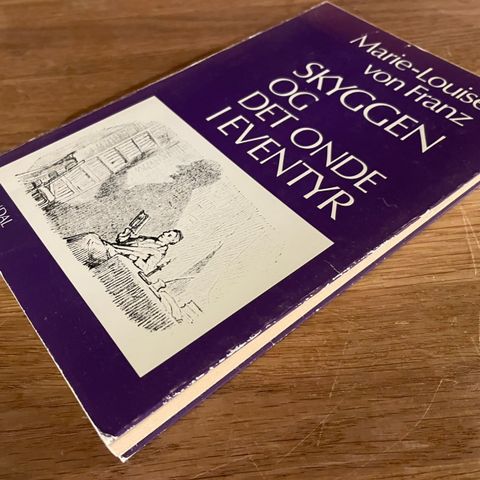 Marie-Louise
von Franz
SKYGGEN
OG
DET ONDE
I EVENTYR